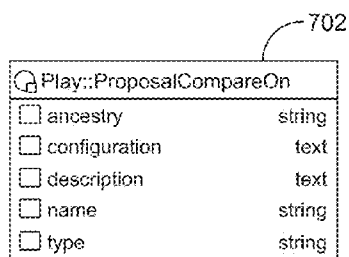 702
Play::ProposalCompareOn
ancestry string
configuration text
description text
name string
type string